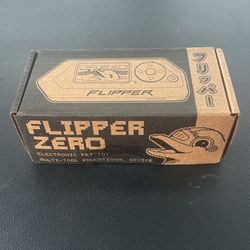 FLIPPER
フリッパー
FLIPPER
ZERO
ELECTRONIC PET-TOY
MULTI-TOOL EDUCATIONAL DEVICE